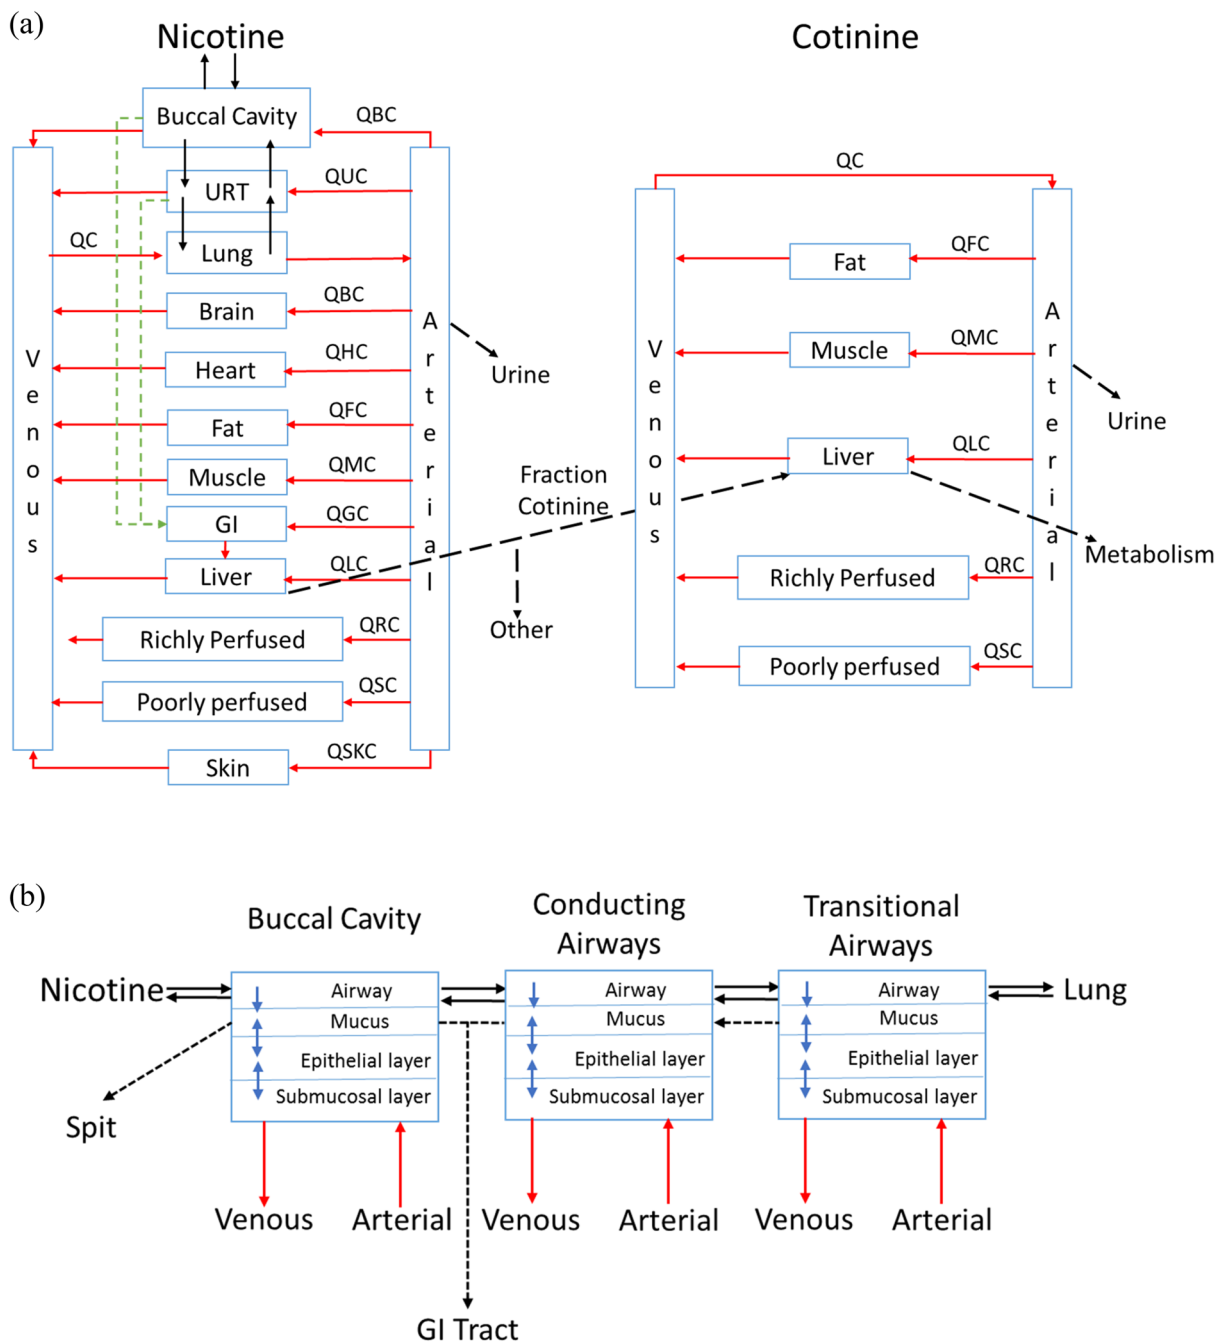 (a)
Nicotine
Cotinine
Buccal Cavity
QBC
URT
QUC
QC
Lung
Brain
QBC
Heart
QHC
Fat
QFC
Muscle
QMC
GI
QGC
Liver
QLC
Richly Perfused
QRC
Poorly perfused
QSC
Skin
QSKC
Venous
Arterial
Urine
Fraction
Cotinine
Other
QC
Fat
QFC
Muscle
QMC
Liver
QLC
Richly Perfused
QRC
Poorly perfused
QSC
Venous
Arterial
Urine
Metabolism
(b)
Buccal Cavity
Conducting
Airways
Transitional
Airways
Nicotine
Airway
Mucus
Epithelial layer
Submucosal layer
Airway
Mucus
Epithelial layer
Submucosal layer
Airway
Mucus
Epithelial layer
Submucosal layer
Lung
Spit
Venous
Arterial
Venous
Arterial
Venous
Arterial
GI Tract